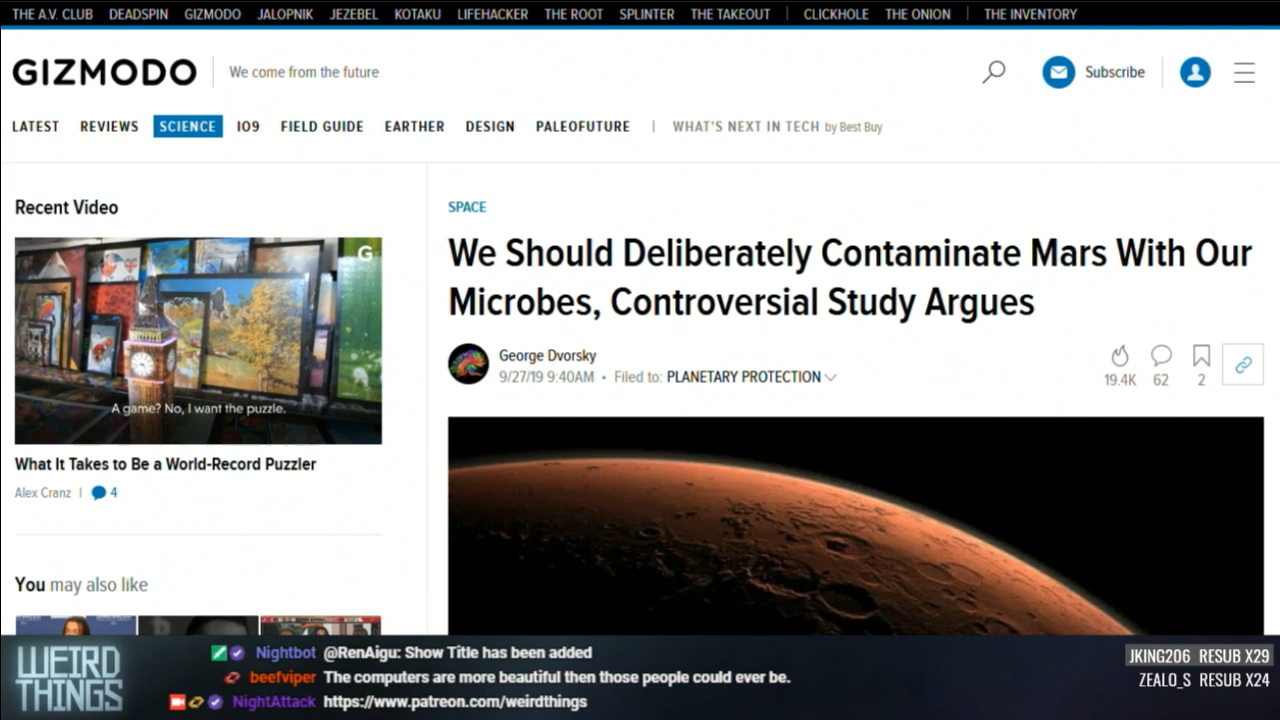 THE A.V. CLUB DEADSPIN GIZMODO JALOPNIK JEZEBEL KOTAKU LIFEHACKER THE ROOT SPLINTER THE TAKEOUT | CLICKHOLE THE ONION | THE INVENTORY
GIZMODO | We come from the future
Subscribe
LATEST REVIEWS SCIENCE IO9 FIELD GUIDE EARTHER DESIGN PALEOFUTURE | WHAT'S NEXT IN TECH by Best Buy
Recent Video
G
A game? No, I want the puzzle.
What It Takes to Be a World-Record Puzzler
Alex Cranz | 4
You may also like
SPACE
We Should Deliberately Contaminate Mars With Our
Microbes, Controversial Study Argues
George Dvorsky
9/27/19 9:40AM • Filed to: PLANETARY PROTECTION
19.4K 62 2
WEIRD
THINGS
Nightbot @RenAigu: Show Title has been added
beefviper The computers are more beautiful then those people could ever be.
NightAttack https://www.patreon.com/weirdthings
JKING206 RESUB X29
ZEALO_S RESUB X24